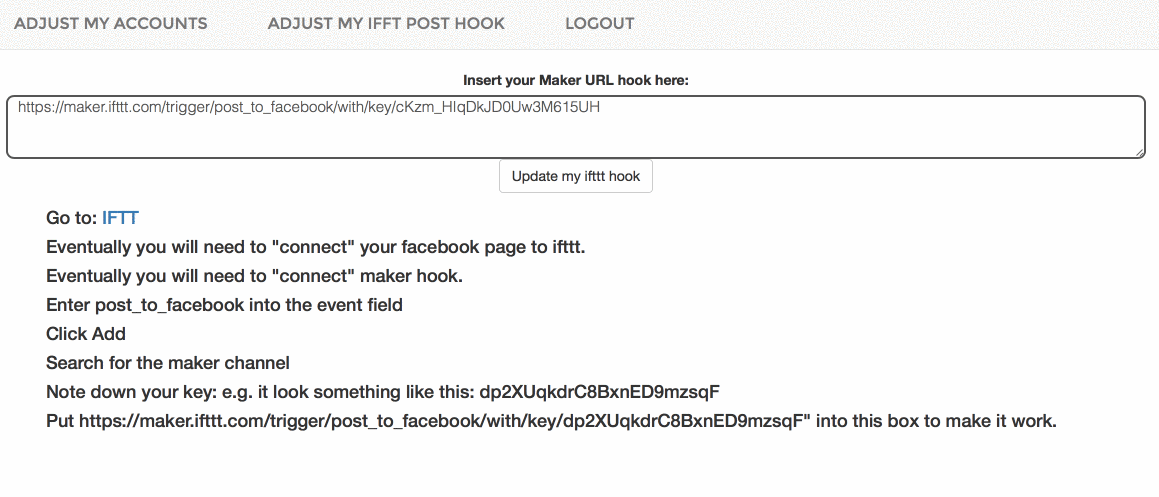 ADJUST MY ACCOUNTS ADJUST MY IFFT POST HOOK LOGOUT
Insert your Maker URL hook here:
https://maker.ifttt.com/trigger/post_to_facebook/with/key/cKzm_HIqDkJD0Uw3M615UH
Update my ifttt hook
Go to: IFTT
Eventually you will need to "connect" your facebook page to ifttt.
Eventually you will need to "connect" maker hook.
Enter post_to_facebook into the event field
Click Add
Search for the maker channel
Note down your key: e.g. it look something like this: dp2XUqkdrC8BxnED9mzsqF
Put https://maker.ifttt.com/trigger/post_to_facebook/with/key/dp2XUqkdrC8BxnED9mzsqF" into this box to make it work.